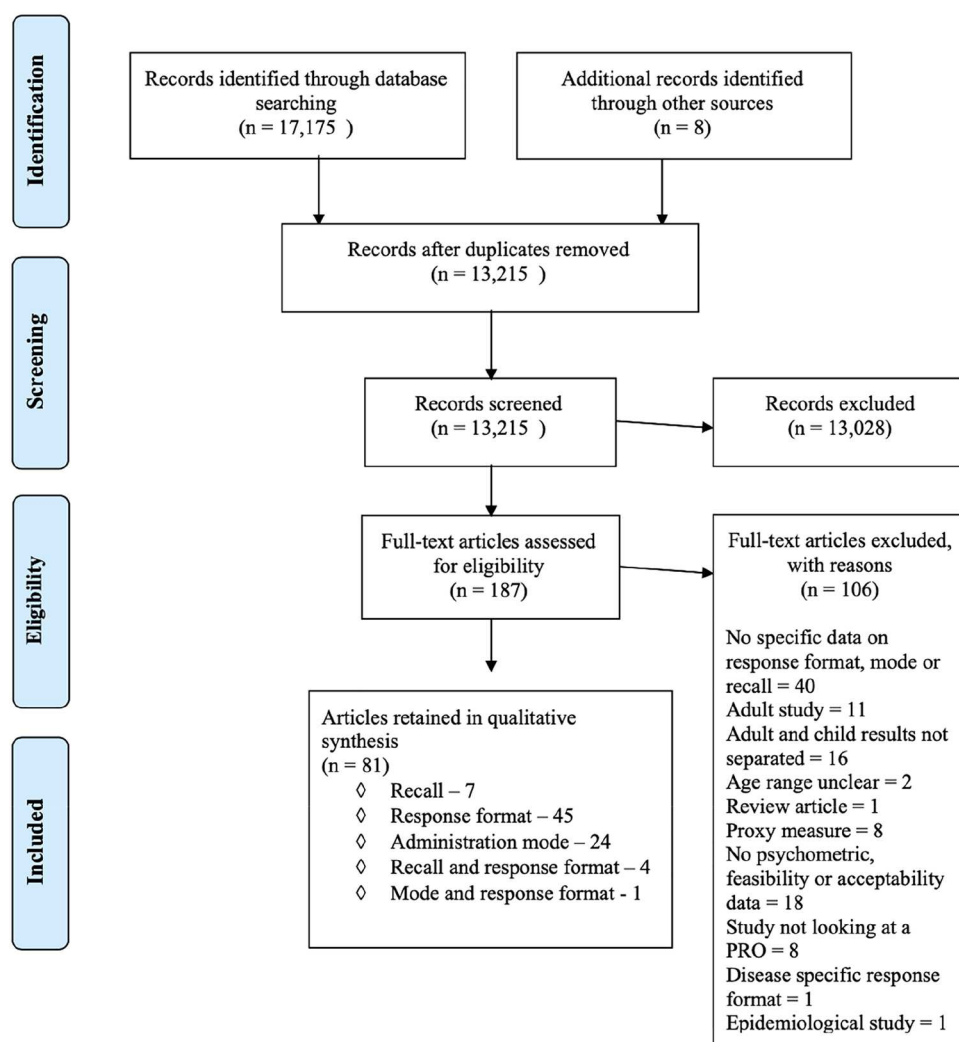 Identification
Records identified through database
searching
(n = 17,175 )
Additional records identified
through other sources
(n = 8)
Records after duplicates removed
(n = 13,215 )
Screening
Records screened
(n = 13,215 )
Records excluded
(n = 13,028)
Eligibility
Full-text articles assessed
for eligibility
(n = 187)
Full-text articles excluded,
with reasons
(n = 106)
No specific data on
response format, mode or
recall = 40
Adult study = 11
Adult and child results not
separated = 16
Age range unclear = 2
Review article = 1
Proxy measure = 8
No psychometric,
feasibility or acceptability
data = 18
Study not looking at a
PRO = 8
Disease specific response
format = 1
Epidemiological study = 1
Included
Articles retained in qualitative
synthesis
(n = 81)
◊ Recall – 7
◊ Response format – 45
◊ Administration mode – 24
◊ Recall and response format – 4
◊ Mode and response format - 1